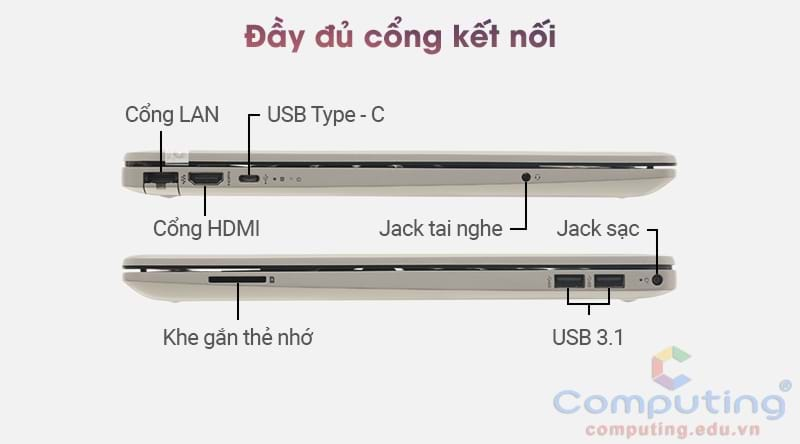 Đầy đủ cổng kết nối
Cổng LAN
USB Type - C
Cổng HDMI
Jack tai nghe
Jack sạc
Khe gắn thẻ nhớ
USB 3.1
Computing
computing.edu.vn